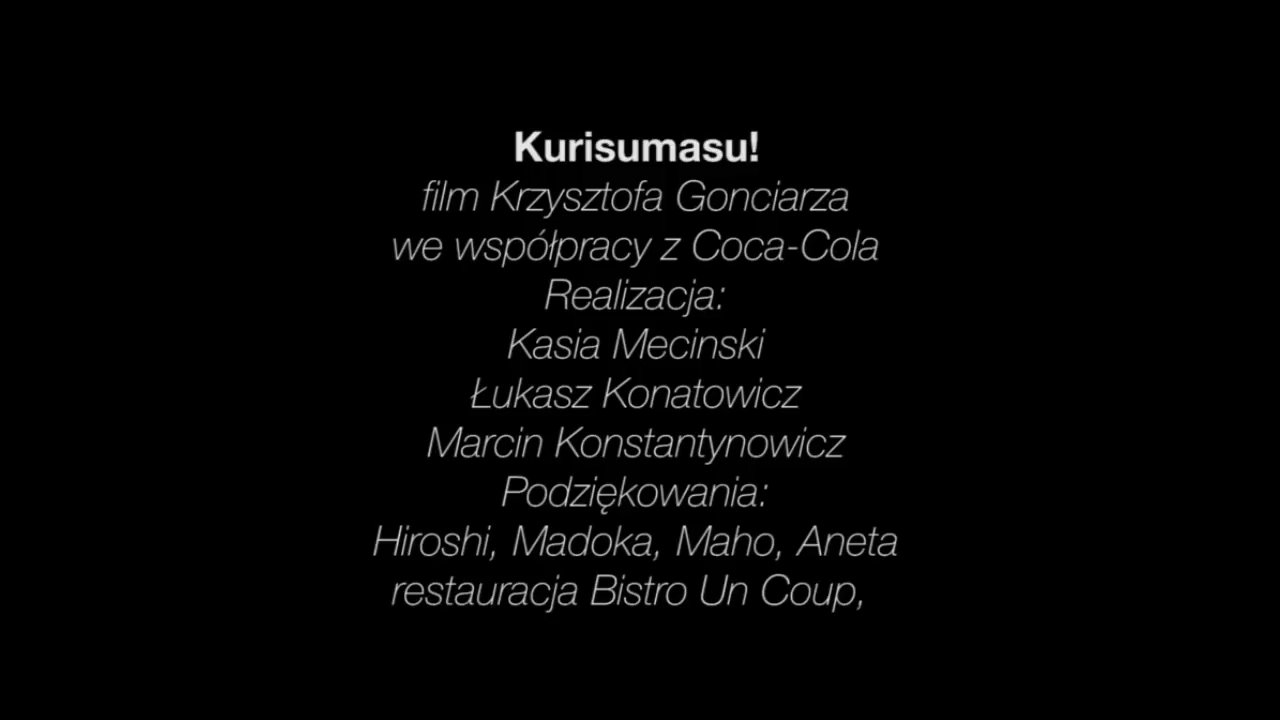 Kurisumasu!
film Krzysztofa Gonciarza
we współpracy z Coca-Cola
Realizacja:
Kasia Mecinski
Łukasz Konatowicz
Marcin Konstantynowicz
Podziękowania:
Hiroshi, Madoka, Maho, Aneta
restauracja Bistro Un Coup,